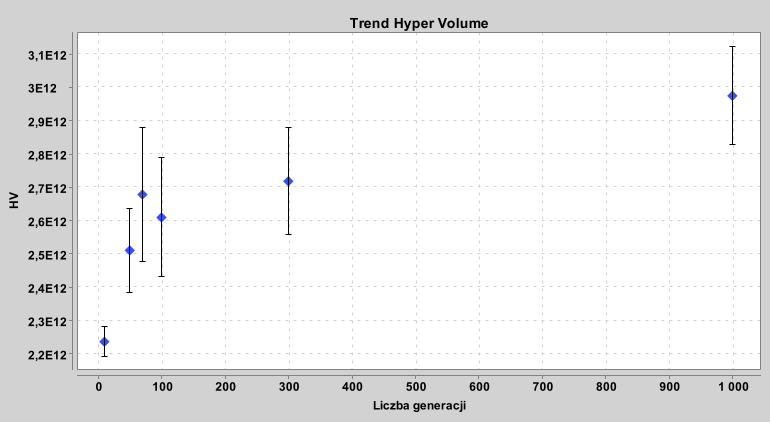 Trend Hyper Volume
3,1E12
3E12
2,9E12
2,8E12
2,7E12
2,6E12
2,5E12
2,4E12
2,3E12
2,2E12
HV
0 100 200 300 400 500 600 700 800 900 1 000
Liczba generacji